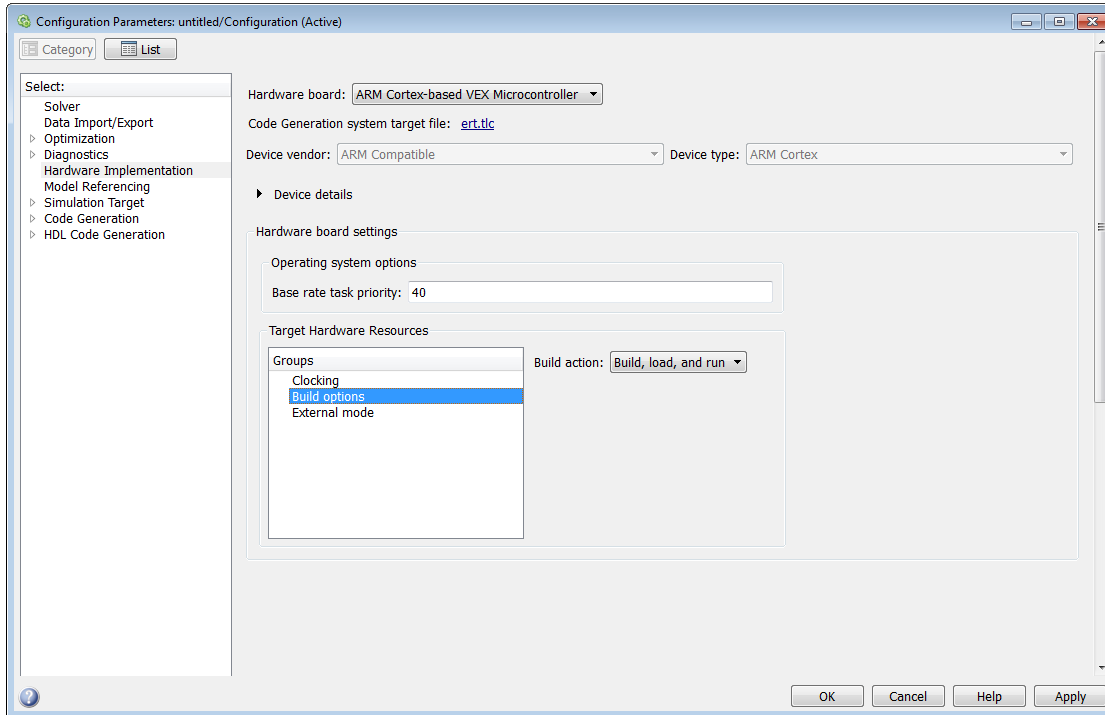 Configuration Parameters: untitled/Configuration (Active)
Category
List
Select:
Solver
Data Import/Export
Optimization
Diagnostics
Hardware Implementation
Model Referencing
Simulation Target
Code Generation
HDL Code Generation
Hardware board: ARM Cortex-based VEX Microcontroller
Code Generation system target file: ert.tlc
Device vendor: ARM Compatible Device type: ARM Cortex
Device details
Hardware board settings
Operating system options
Base rate task priority: 40
Target Hardware Resources
Groups
Clocking
Build options
External mode
Build action: Build, load, and run
OK Cancel Help Apply